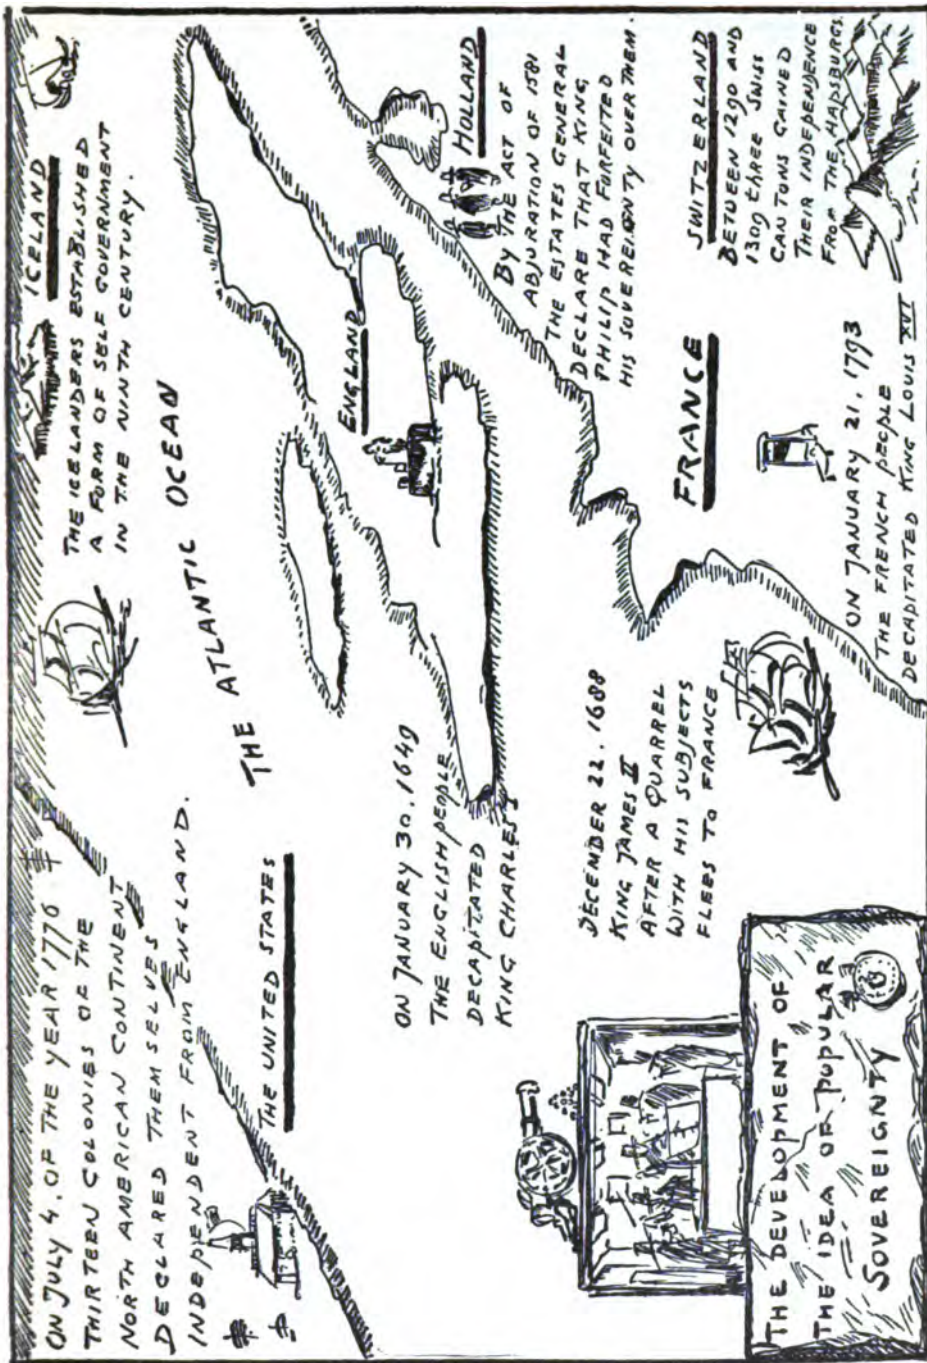 ON JULY 4. OF THE YEAR 1776
THIRTEEN COLONIES OF THE
NORTH AMERICAN CONTINENT
DECLARED THEMSELVES
INDEPENDENT FROM ENGLAND.
THE UNITED STATES
ICELAND
THE ICELANDERS ESTABLISHED
A FORM OF SELF GOVERNMENT
IN THE NINTH CENTURY.
THE ATLANTIC OCEAN
ENGLAND
ON JANUARY 30. 1649
THE ENGLISH PEOPLE
DECAPITATED
KING CHARLES I
HOLLAND
BY THE ACT OF
ABJURATION OF 1581
THE ESTATES GENERAL
DECLARE THAT KING
PHILIP HAD FORFEITED
HIS SOVEREIGNTY OVER THEM.
DECEMBER 22. 1688
KING JAMES II
AFTER A QUARREL
WITH HIS SUBJECTS
FLEES TO FRANCE
FRANCE
ON JANUARY 21, 1793
THE FRENCH PEOPLE
DECAPITATED KING LOUIS XVI
SWITZERLAND
BETWEEN 1290 AND
1309 THREE SWISS
CANTONS GAINED
THEIR INDEPENDENCE
FROM THE HAPSBURGS.
THE DEVELOPMENT OF
THE IDEA OF POPULAR
SOVEREIGNTY